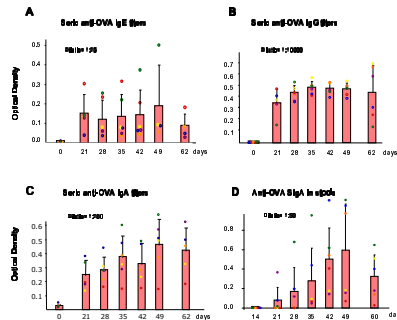 A
Seric anti-OVA IgE titers
Optical Density
0.5
0.4
0.3
0.2
0.1
0.0
0 21 28 35 42 49 62 days
B
Seric anti-OVA IgG titers
0.7
0.6
0.5
0.4
0.3
0.2
0.1
0 21 28 35 42 49 62 days
C
Seric anti-OVA IgA titers
Optical Density
0.6
0.5
0.4
0.3
0.2
0.1
0 21 28 35 42 49 62 days
D
Anti-OVA SIgA in stools
0.8
0.6
0.4
0.2
0.0
14 21 28 35 42 49 60 da